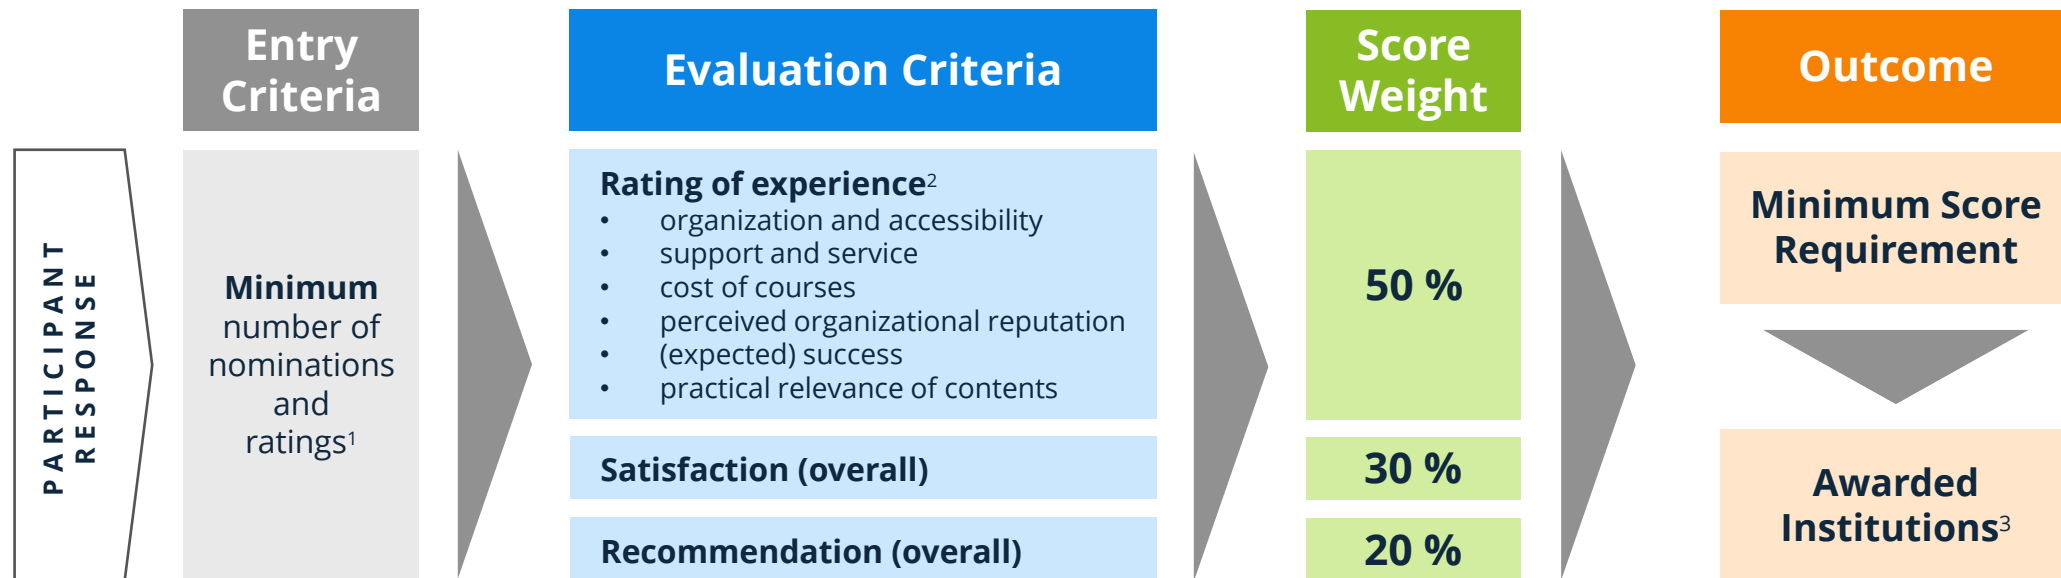 Entry
Criteria
Evaluation Criteria
Score
Weight
Outcome
PARTICIPANT
RESPONSE
Minimum
number of
nominations
and
ratings¹
Rating of experience²
• organization and accessibility
• support and service
• cost of courses
• perceived organizational reputation
• (expected) success
• practical relevance of contents
50 %
Satisfaction (overall)
30 %
Recommendation (overall)
20 %
Minimum Score
Requirement
Awarded
Institutions³